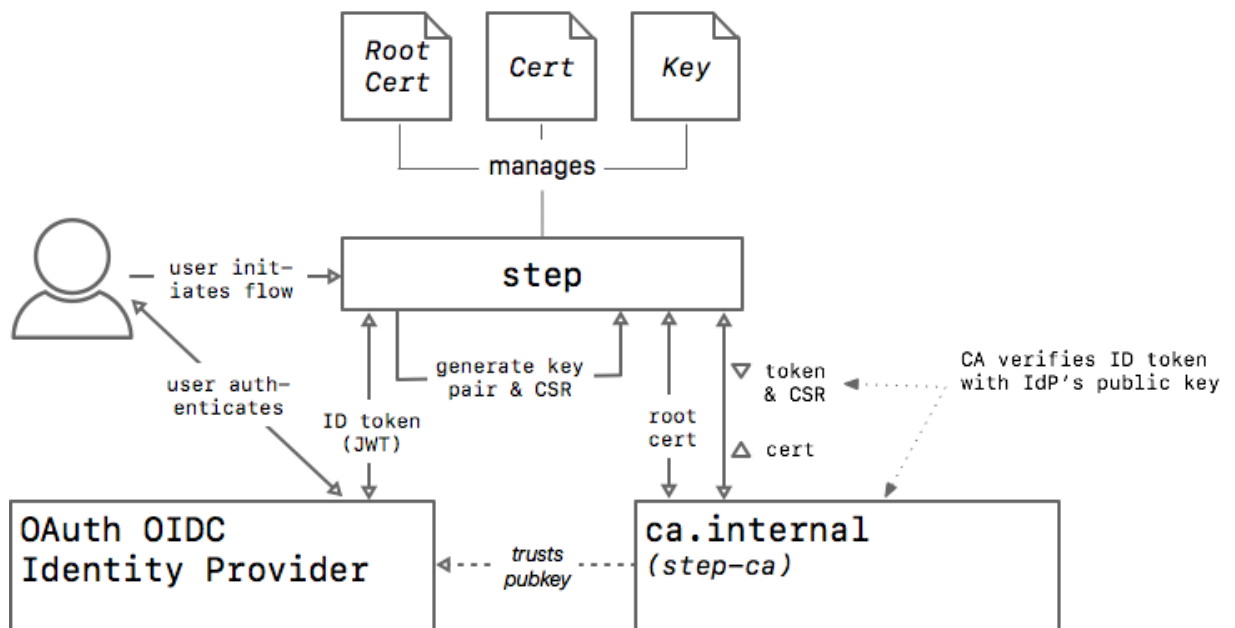 Root
Cert
Cert
Key
manages
step
user init-
iates flow
generate key
pair & CSR
user auth-
enticates
ID token
(JWT)
root
cert
token
& CSR
cert
CA verifies ID token
with IdP's public key
OAuth OIDC
Identity Provider
trusts
pubkey
ca.internal
(step-ca)